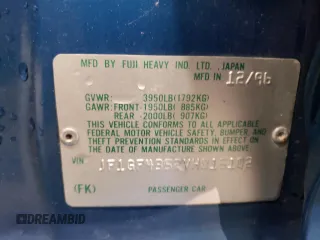 MFD BY FUJI HEAVY IND. LTD., JAPAN
MFD IN 12/96
GVWR: 3950LB(1792KG)
GAWR:FRONT-1950LB( 885KG)
REAR -2000LB( 907KG)
THIS VEHICLE CONFORMS TO ALL APPLICABLE
FEDERAL MOTOR VEHICLE SAFETY, BUMPER, AND
THEFT PREVENTION STANDARDS IN EFFECT ON
THE DATE OF MANUFACTURE SHOWN ABOVE.
VIN
(FK) PASSENGER CAR
DREAMBID